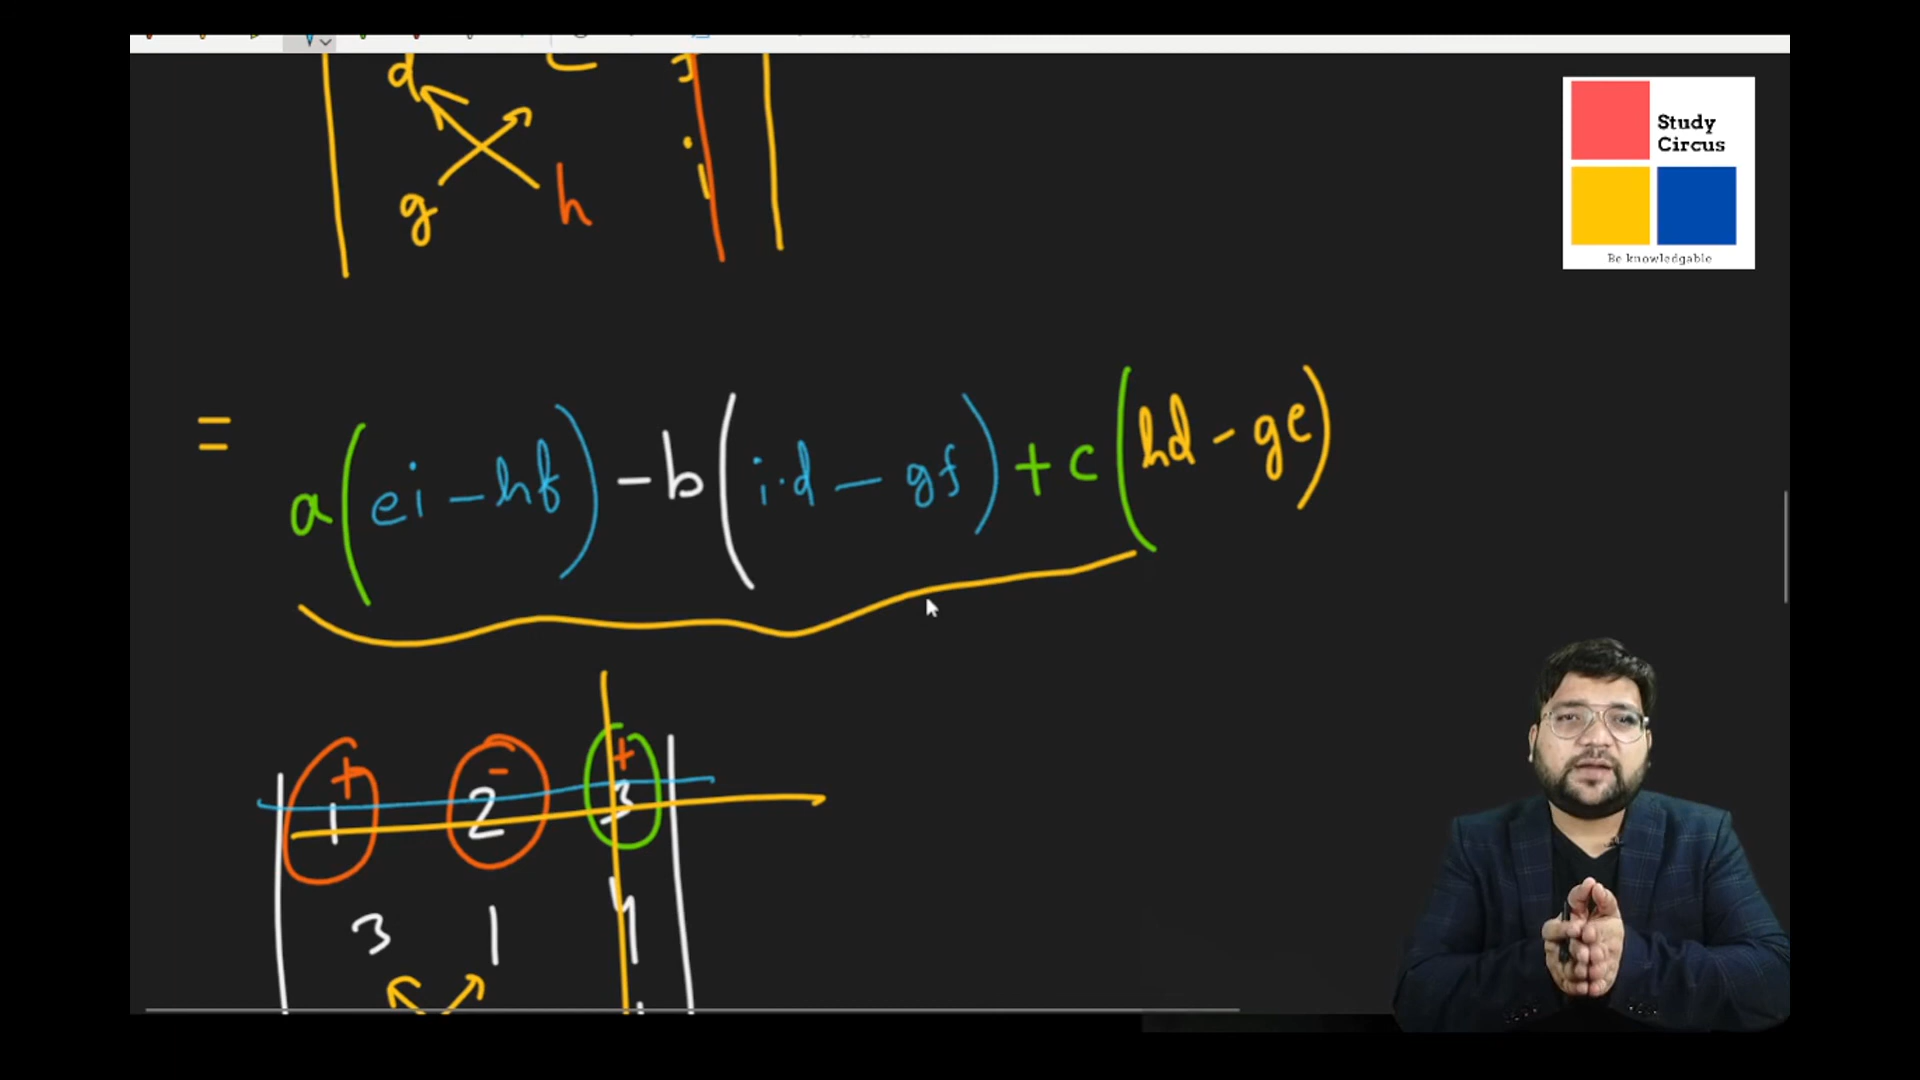 d
g h i
Study
Circus
Be knowledgable
= a(ei - hf) - b(i·d - gf) + c(hd - ge)
+ - +
1 2 3
3 1 4